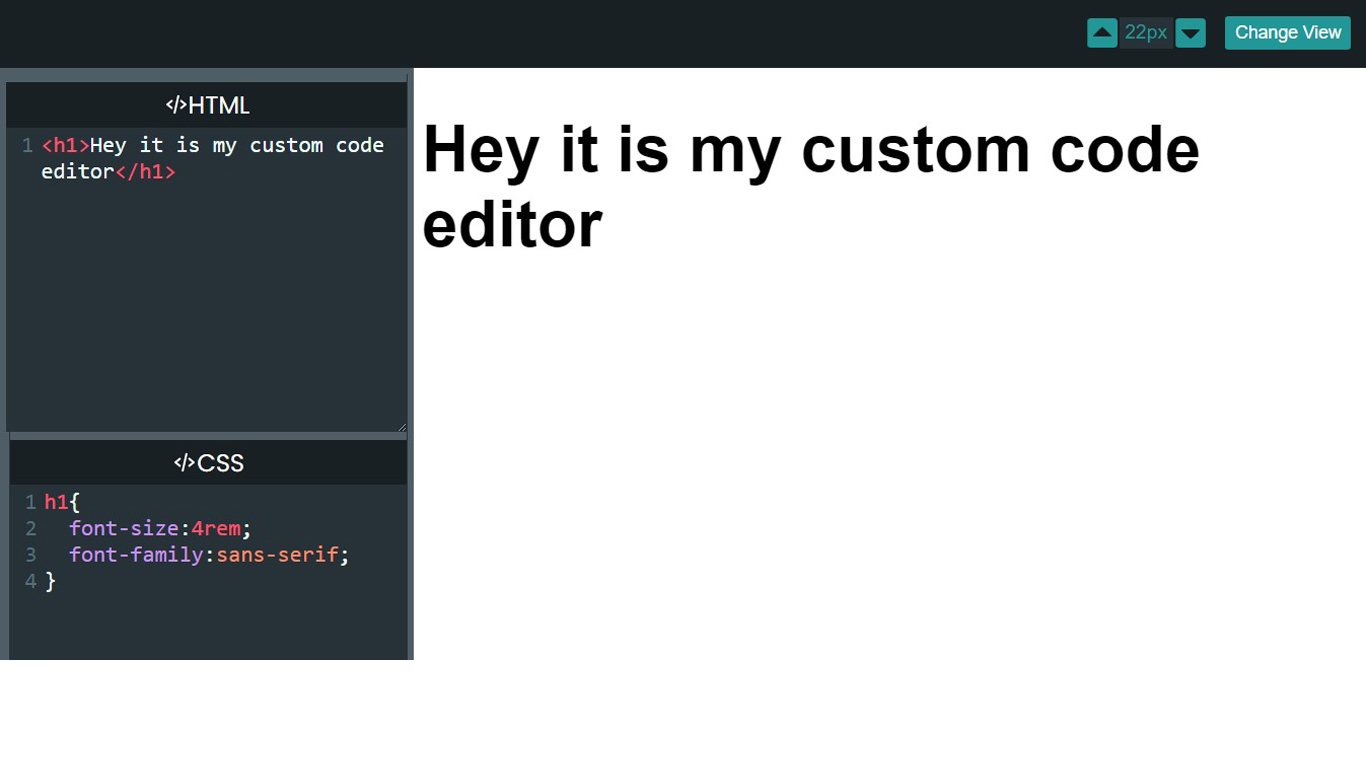 22px Change View
</>HTML
1 <h1>Hey it is my custom code
editor</h1>
Hey it is my custom code
editor
</>CSS
1 h1{
2   font-size:4rem;
3   font-family:sans-serif;
4 }